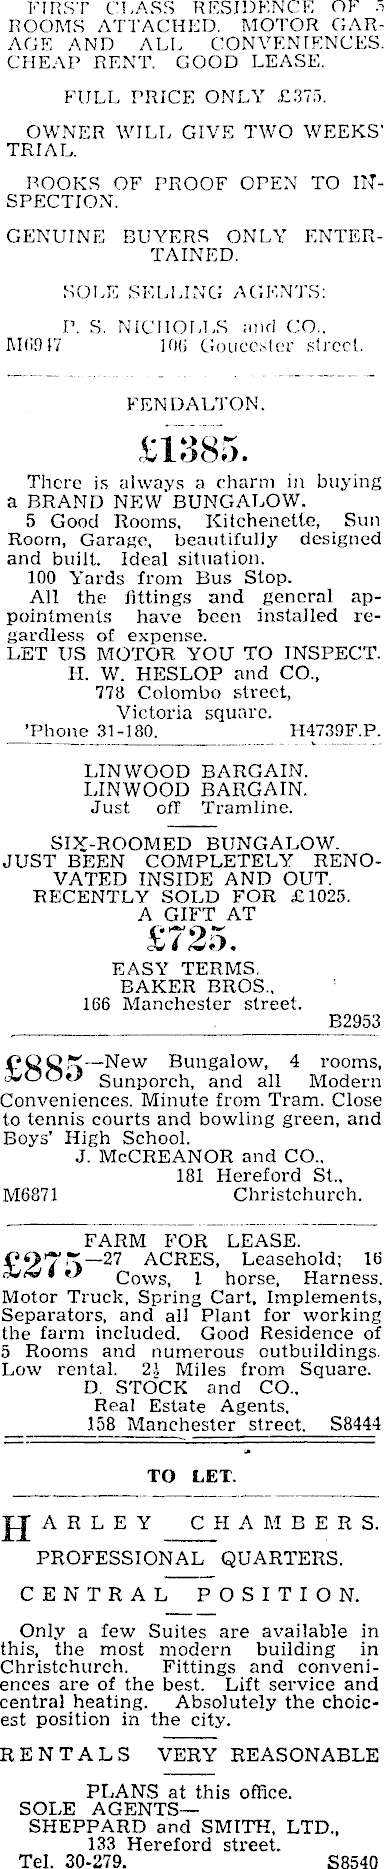 FIRST CLASS RESIDENCE OF 5
ROOMS ATTACHED. MOTOR GAR-
AGE AND ALL CONVENIENCES.
CHEAP RENT. GOOD LEASE.
FULL PRICE ONLY £375.
OWNER WILL GIVE TWO WEEKS'
TRIAL.
BOOKS OF PROOF OPEN TO IN-
SPECTION.
GENUINE BUYERS ONLY ENTER-
TAINED.
SOLE SELLING AGENTS:
P. S. NICHOLLS and CO.,
M6947 106 Goucester street.
FENDALTON.
£1385.
There is always a charm in buying
a BRAND NEW BUNGALOW.
5 Good Rooms, Kitchenette, Sun
Room, Garage, beautifully designed
and built. Ideal situation.
100 Yards from Bus Stop.
All the fittings and general ap-
pointments have been installed re-
gardless of expense.
LET US MOTOR YOU TO INSPECT.
H. W. HESLOP and CO.,
778 Colombo street,
Victoria square.
'Phone 31-180. H4739F.P.
LINWOOD BARGAIN.
LINWOOD BARGAIN.
Just off Tramline.
SIX-ROOMED BUNGALOW.
JUST BEEN COMPLETELY RENO-
VATED INSIDE AND OUT.
RECENTLY SOLD FOR £1025.
A GIFT AT
£725.
EASY TERMS.
BAKER BROS.,
166 Manchester street.
B2953
£885—New Bungalow, 4 rooms,
Sunporch, and all Modern
Conveniences. Minute from Tram. Close
to tennis courts and bowling green, and
Boys' High School.
J. McCREANOR and CO.,
181 Hereford St.,
M6871 Christchurch.
FARM FOR LEASE.
£275—27 ACRES, Leasehold; 16
Cows, 1 horse, Harness,
Motor Truck, Spring Cart, Implements,
Separators, and all Plant for working
the farm included. Good Residence of
5 Rooms and numerous outbuildings.
Low rental. 2½ Miles from Square.
D. STOCK and CO.,
Real Estate Agents,
158 Manchester street. S8444
TO LET.
HARLEY CHAMBERS.
PROFESSIONAL QUARTERS.
CENTRAL POSITION.
Only a few Suites are available in
this, the most modern building in
Christchurch. Fittings and conveni-
ences are of the best. Lift service and
central heating. Absolutely the choic-
est position in the city.
RENTALS VERY REASONABLE
PLANS at this office.
SOLE AGENTS—
SHEPPARD and SMITH, LTD.,
133 Hereford street.
Tel. 30-279. S8540